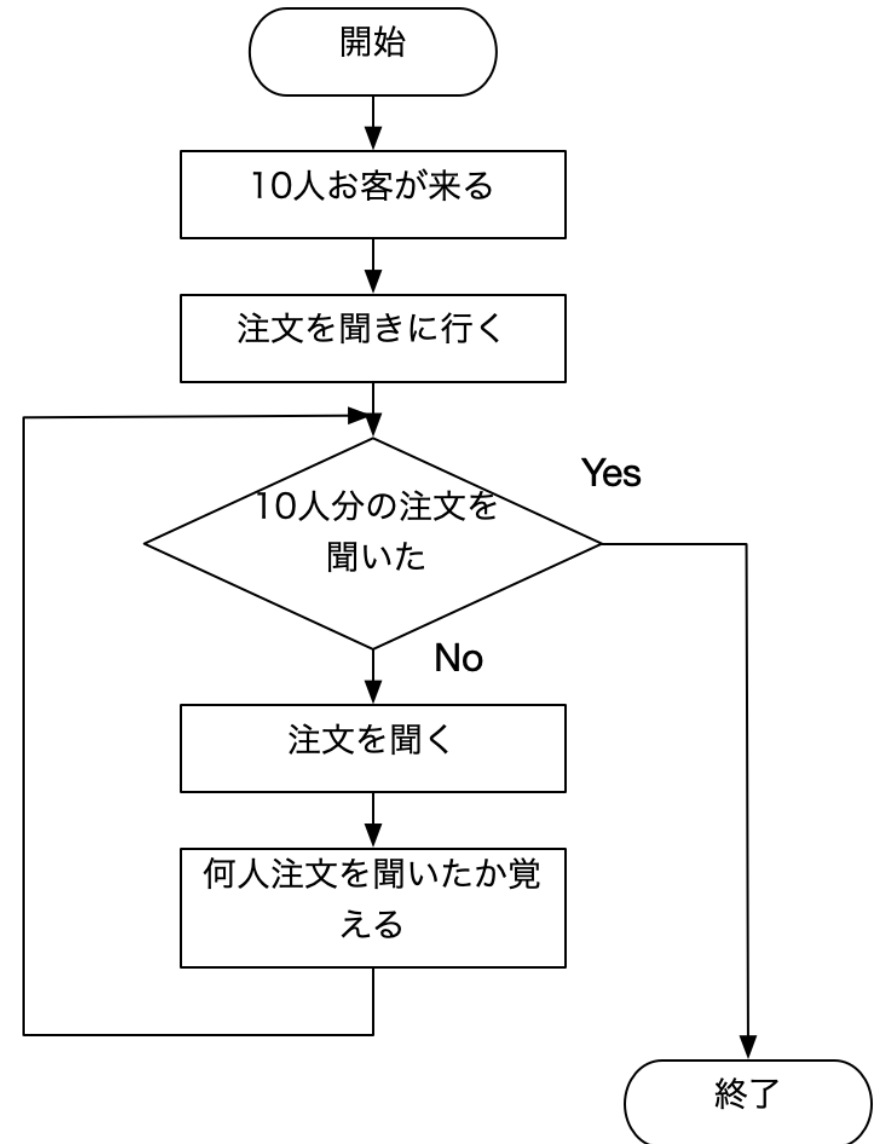 開始
10人お客が来る
注文を聞きに行く
10人分の注文を
聞いた
Yes
No
注文を聞く
何人注文を聞いたか覚
える
終了